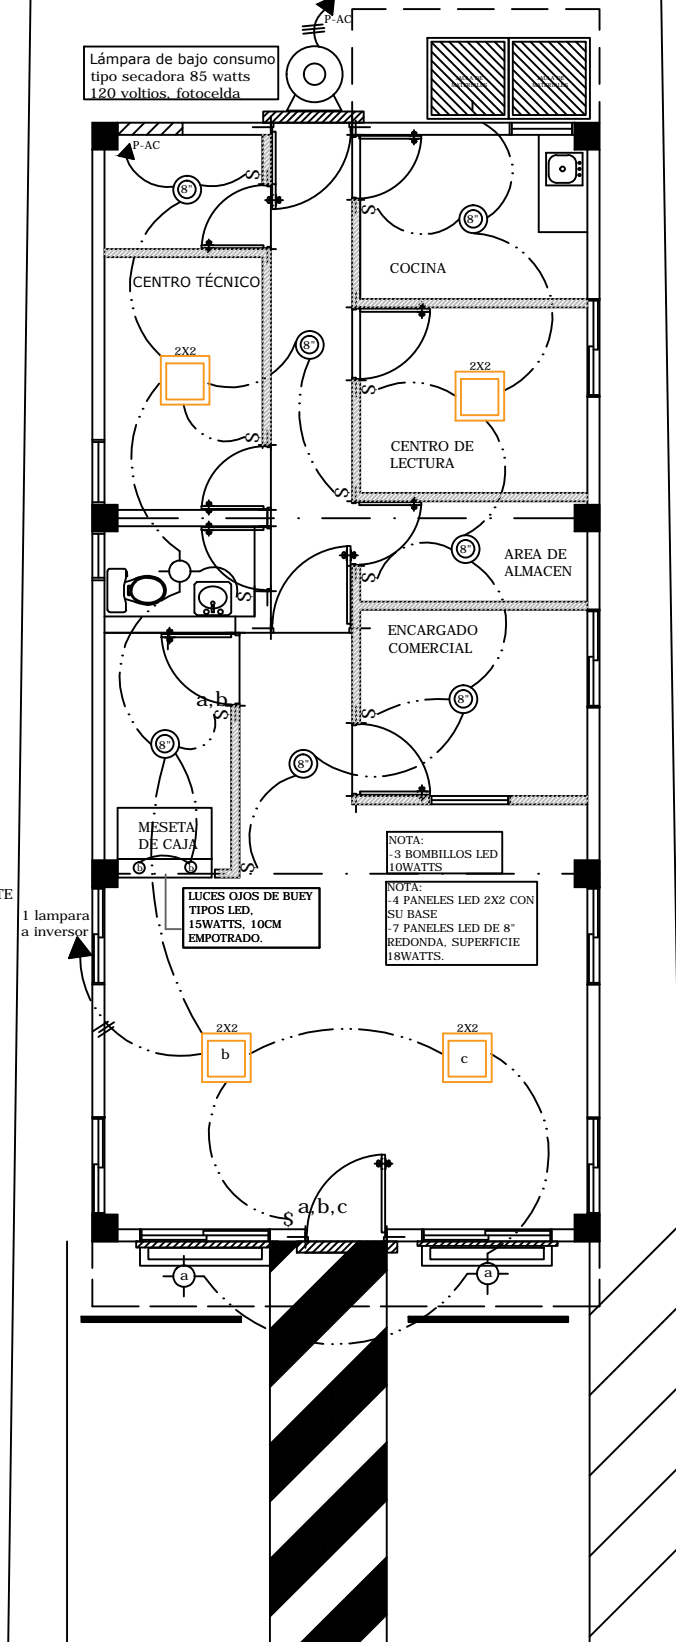 P-AC
Lámpara de bajo consumo
tipo secadora 85 watts
120 voltios, fotocelda
P-AC
$
8"
$
8"
COCINA
CENTRO TÉCNICO
8"
2X2
2X2
$
$
CENTRO DE
LECTURA
$
8"
AREA DE
ALMACEN
$
$
ENCARGADO
COMERCIAL
a,b
$
8"
$
8"
8"
MESETA
DE CAJA
b
b
$
NOTA:
-3 BOMBILLOS LED
10WATTS
TE
LUCES OJOS DE BUEY
TIPOS LED,
15WATTS, 10CM
EMPOTRADO.
NOTA:
-4 PANELES LED 2X2 CON
SU BASE
-7 PANELES LED DE 8"
REDONDA, SUPERFICIE
18WATTS.
1 lampara
a inversor
2X2
b
2X2
c
$
a,b,c
a
a